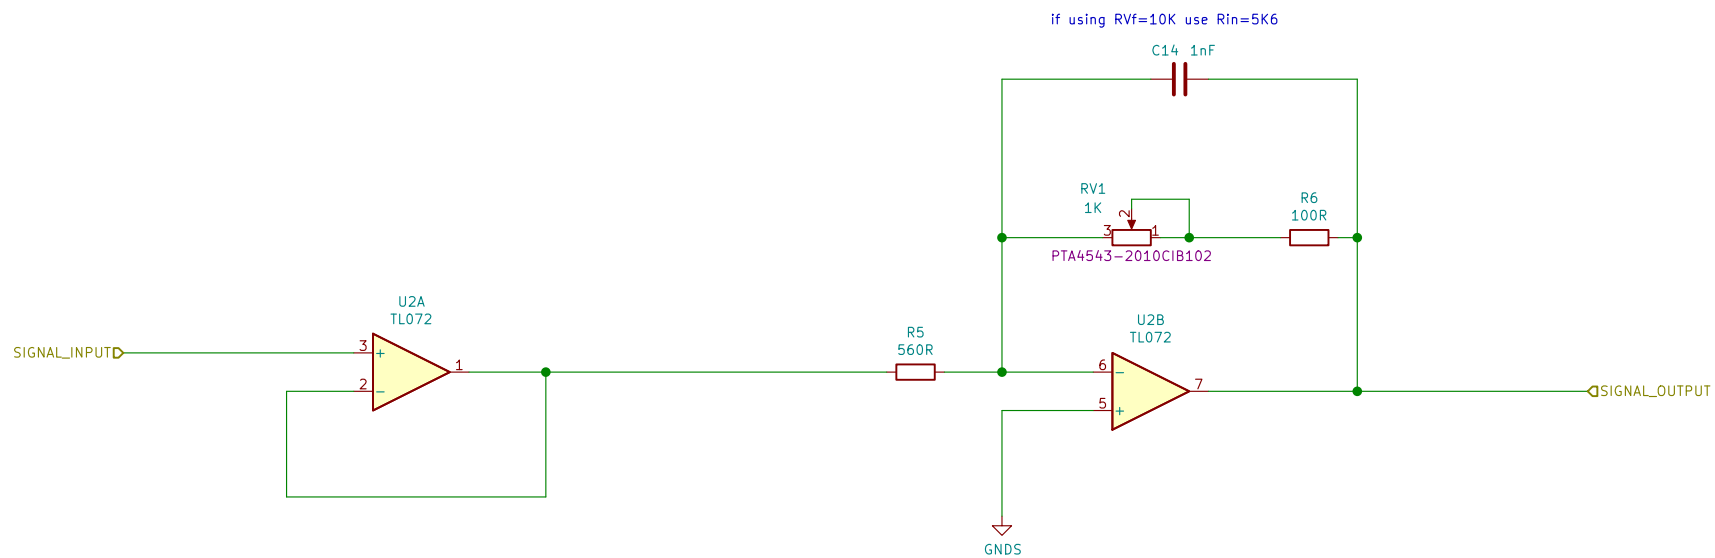 if using RVf=10K use Rin=5K6
C14 1nF
RV1
1K
2
3
1
PTA4543-2010CIB102
R6
100R
U2A
TL072
SIGNAL_INPUT
3
+
2
−
1
R5
560R
U2B
TL072
6
−
5
+
7
SIGNAL_OUTPUT
GNDS